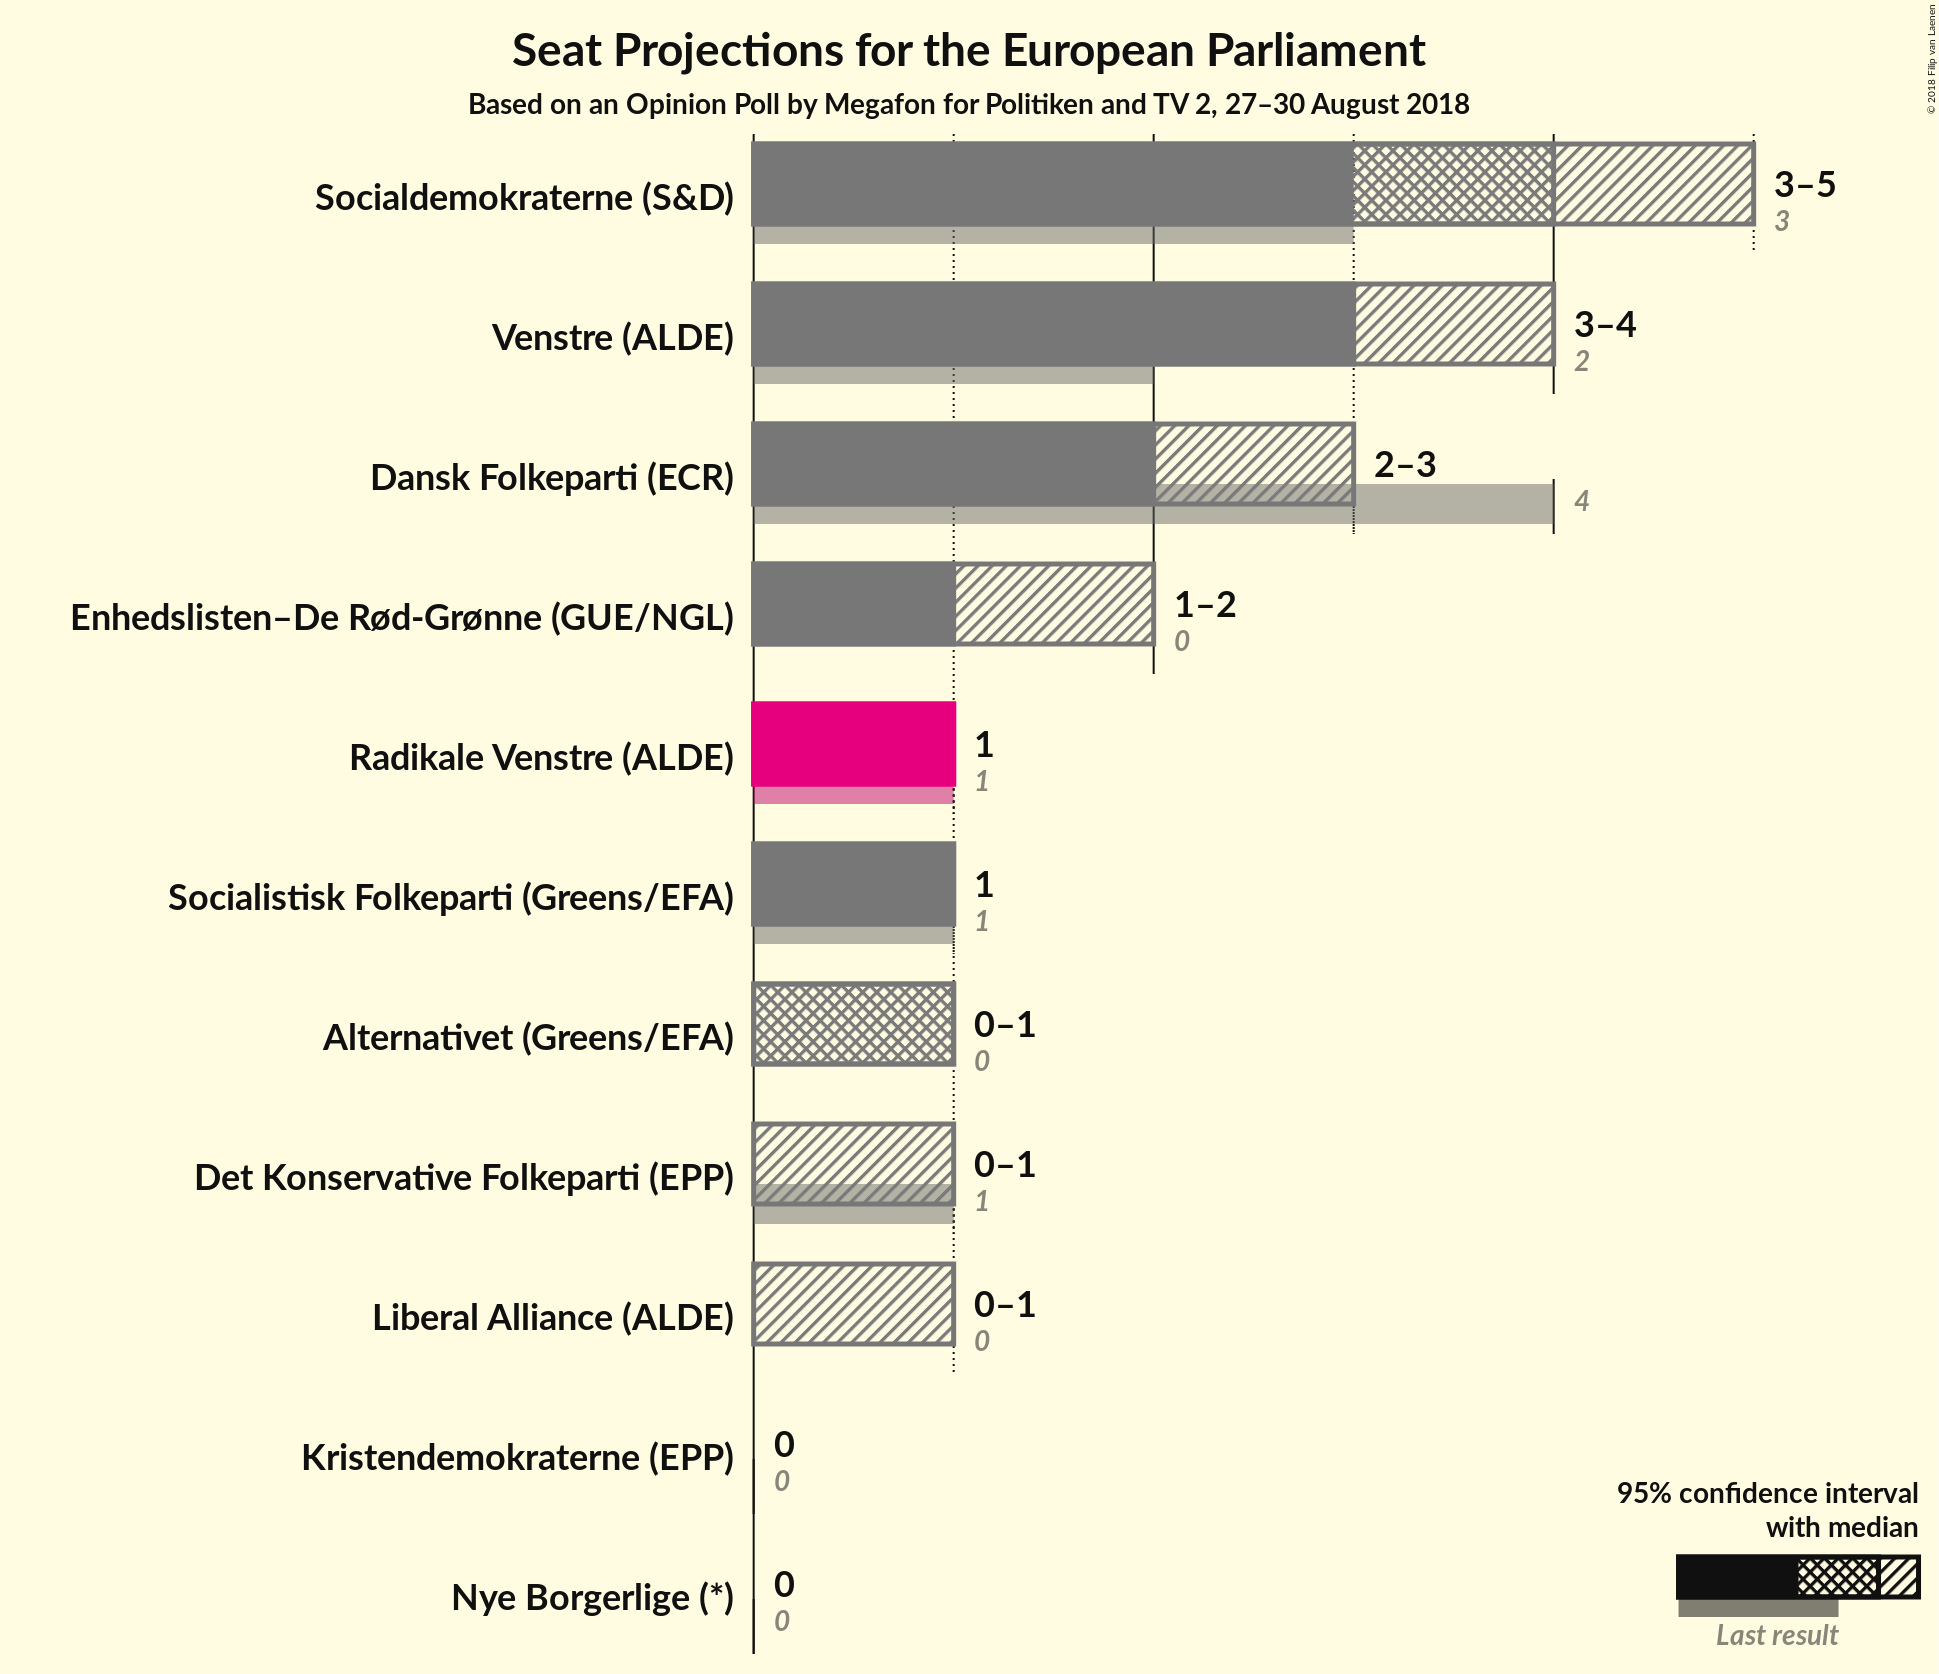 Seat Projections for the European Parliament
Based on an Opinion Poll by Megafon for Politiken and TV 2, 27–30 August 2018
© 2018 Filip van Laenen
Socialdemokraterne (S&D)
3–5
3
Venstre (ALDE)
3–4
2
Dansk Folkeparti (ECR)
2–3
4
Enhedslisten–De Rød-Grønne (GUE/NGL)
1–2
0
Radikale Venstre (ALDE)
1
1
Socialistisk Folkeparti (Greens/EFA)
1
1
Alternativet (Greens/EFA)
0–1
0
Det Konservative Folkeparti (EPP)
0–1
1
Liberal Alliance (ALDE)
0–1
0
Kristendemokraterne (EPP)
0
0
Nye Borgerlige (*)
0
0
95% confidence interval
with median
Last result